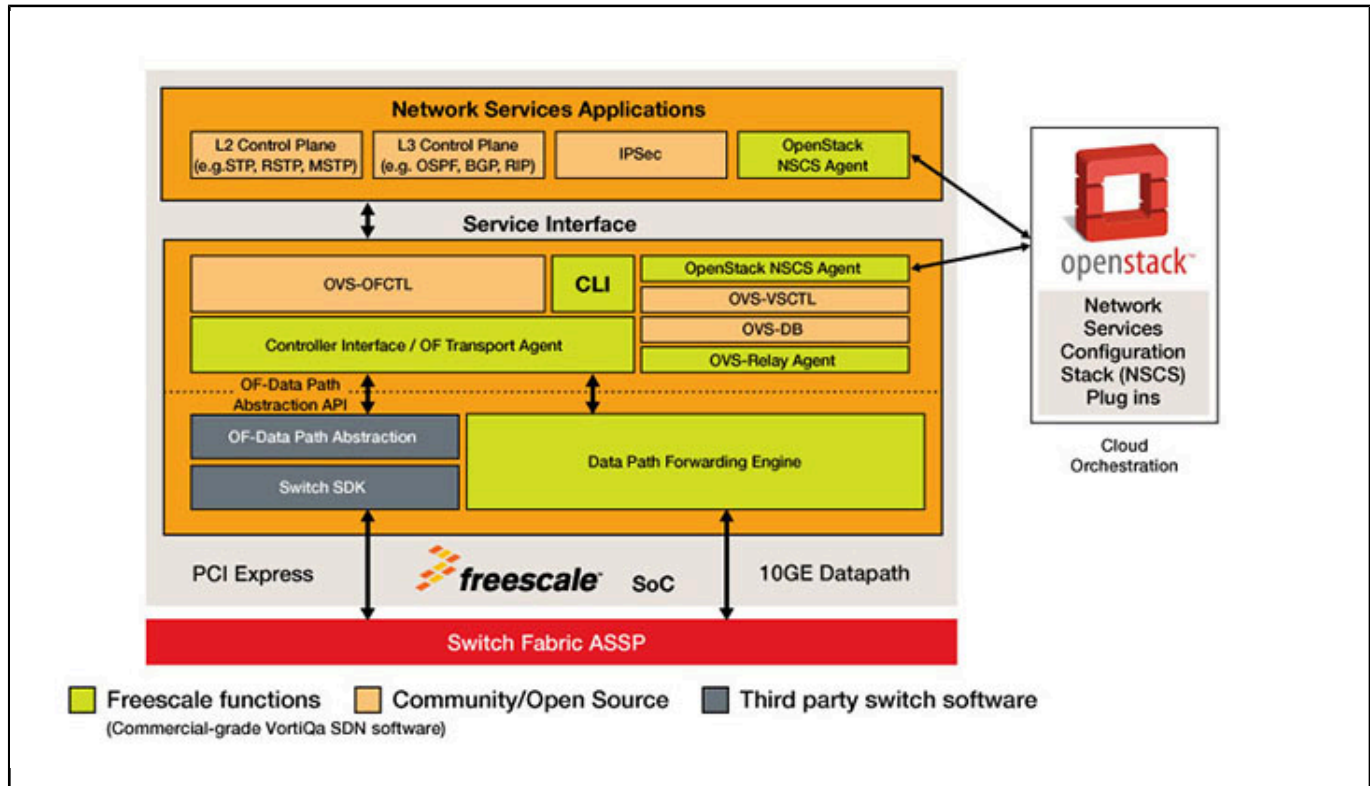 Network Services Applications
L2 Control Plane
(e.g.STP, RSTP, MSTP)
L3 Control Plane
(e.g. OSPF, BGP, RIP)
IPSec
OpenStack
NSCS Agent
Service Interface
OVS-OFCTL
CLI
OpenStack NSCS Agent
OVS-VSCTL
OVS-DB
OVS-Relay Agent
Controller Interface / OF Transport Agent
OF-Data Path
Abstraction API
OF-Data Path Abstraction
Switch SDK
Data Path Forwarding Engine
PCI Express
freescale™
SoC
10GE Datapath
Switch Fabric ASSP
openstack™
Network
Services
Configuration
Stack (NSCS)
Plug ins
Cloud
Orchestration
Freescale functions
(Commercial-grade VortiQa SDN software)
Community/Open Source
Third party switch software